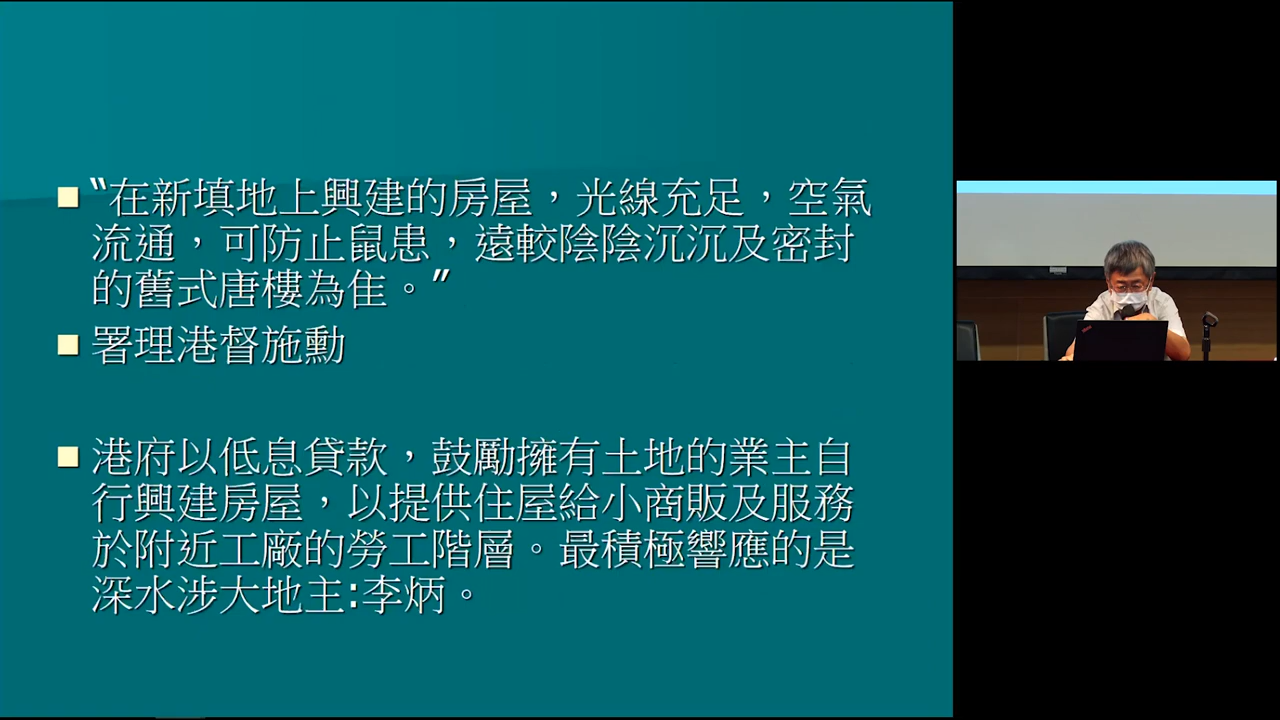 “在新填地上興建的房屋，光線充足，空氣
流通，可防止鼠患，遠較陰陰沉沉及密封
的舊式唐樓為隹。”
署理港督施勳
港府以低息貸款，鼓勵擁有土地的業主自
行興建房屋，以提供住屋給小商販及服務
於附近工廠的勞工階層。最積極響應的是
深水涉大地主:李炳。